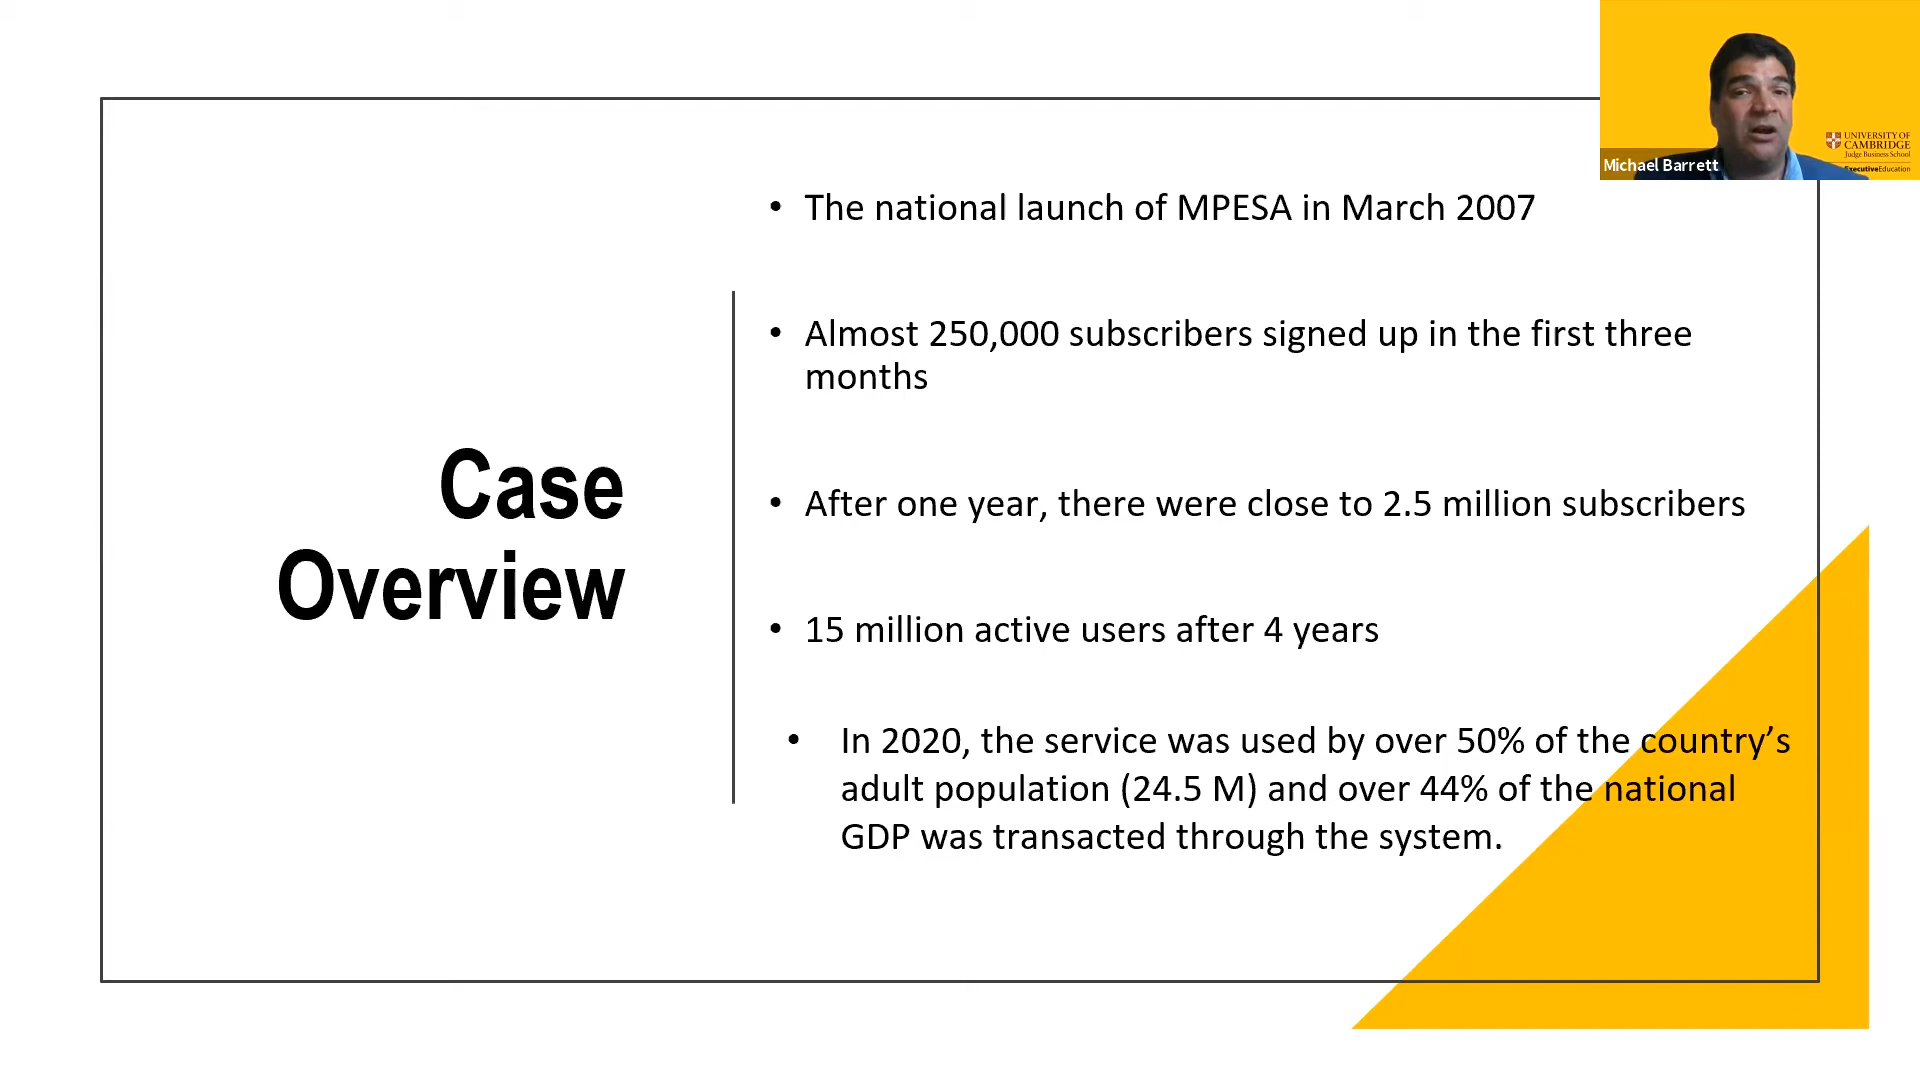 UNIVERSITY OF
CAMBRIDGE
Judge Business School
ExecutiveEducation
Michael Barrett
Case
Overview
• The national launch of MPESA in March 2007
• Almost 250,000 subscribers signed up in the first three
months
• After one year, there were close to 2.5 million subscribers
• 15 million active users after 4 years
• In 2020, the service was used by over 50% of the country’s
adult population (24.5 M) and over 44% of the national
GDP was transacted through the system.